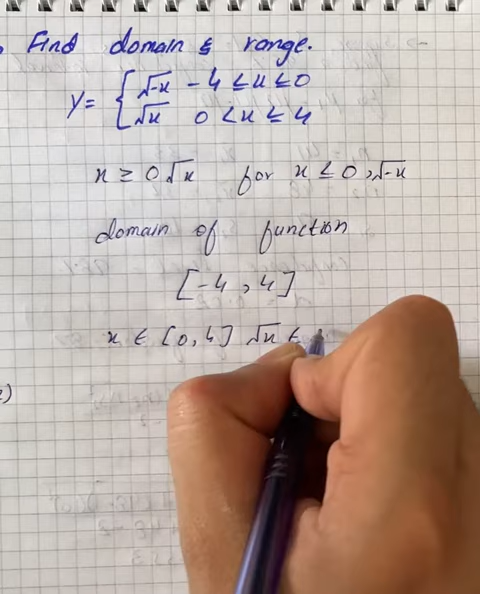 Find domain & range.
y = { √-x - 4 ≤ x ≤ 0
√x 0 < x ≤ 4
x ≥ 0 √x for x ≤ 0, √-x
domain of function
[-4, 4]
x ∈ [0, 4] √x ∈